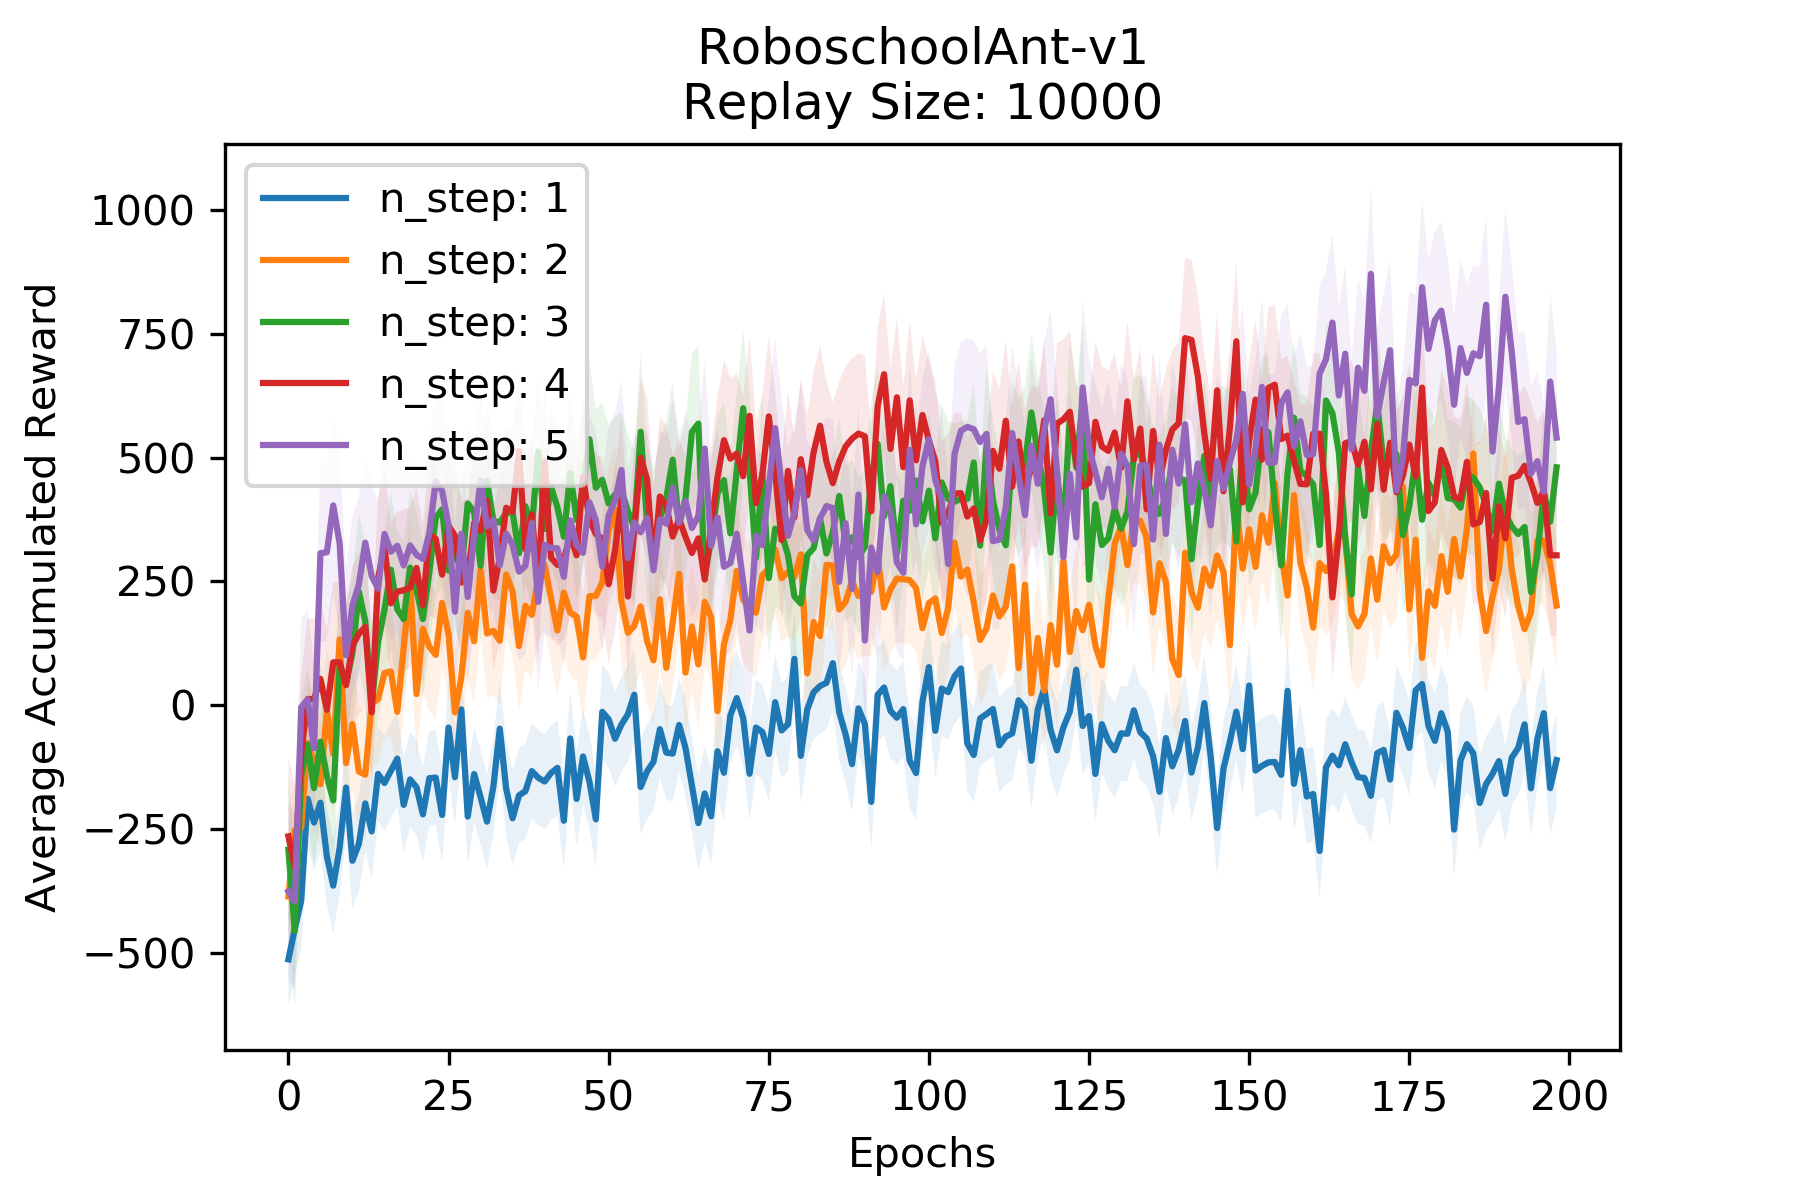 RoboschoolAnt-v1
Replay Size: 10000
n_step: 1
n_step: 2
n_step: 3
n_step: 4
n_step: 5
Average Accumulated Reward
1000
750
500
250
0
−250
−500
0 25 50 75 100 125 150 175 200
Epochs